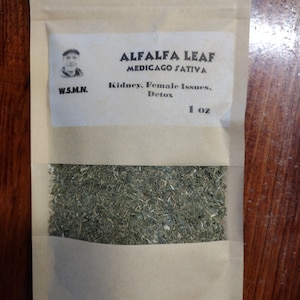 ALFALFA LEAF
MEDICAGO SATIVA
W.S.M.N.
Kidney, Female Issues,
Detox
1 oz